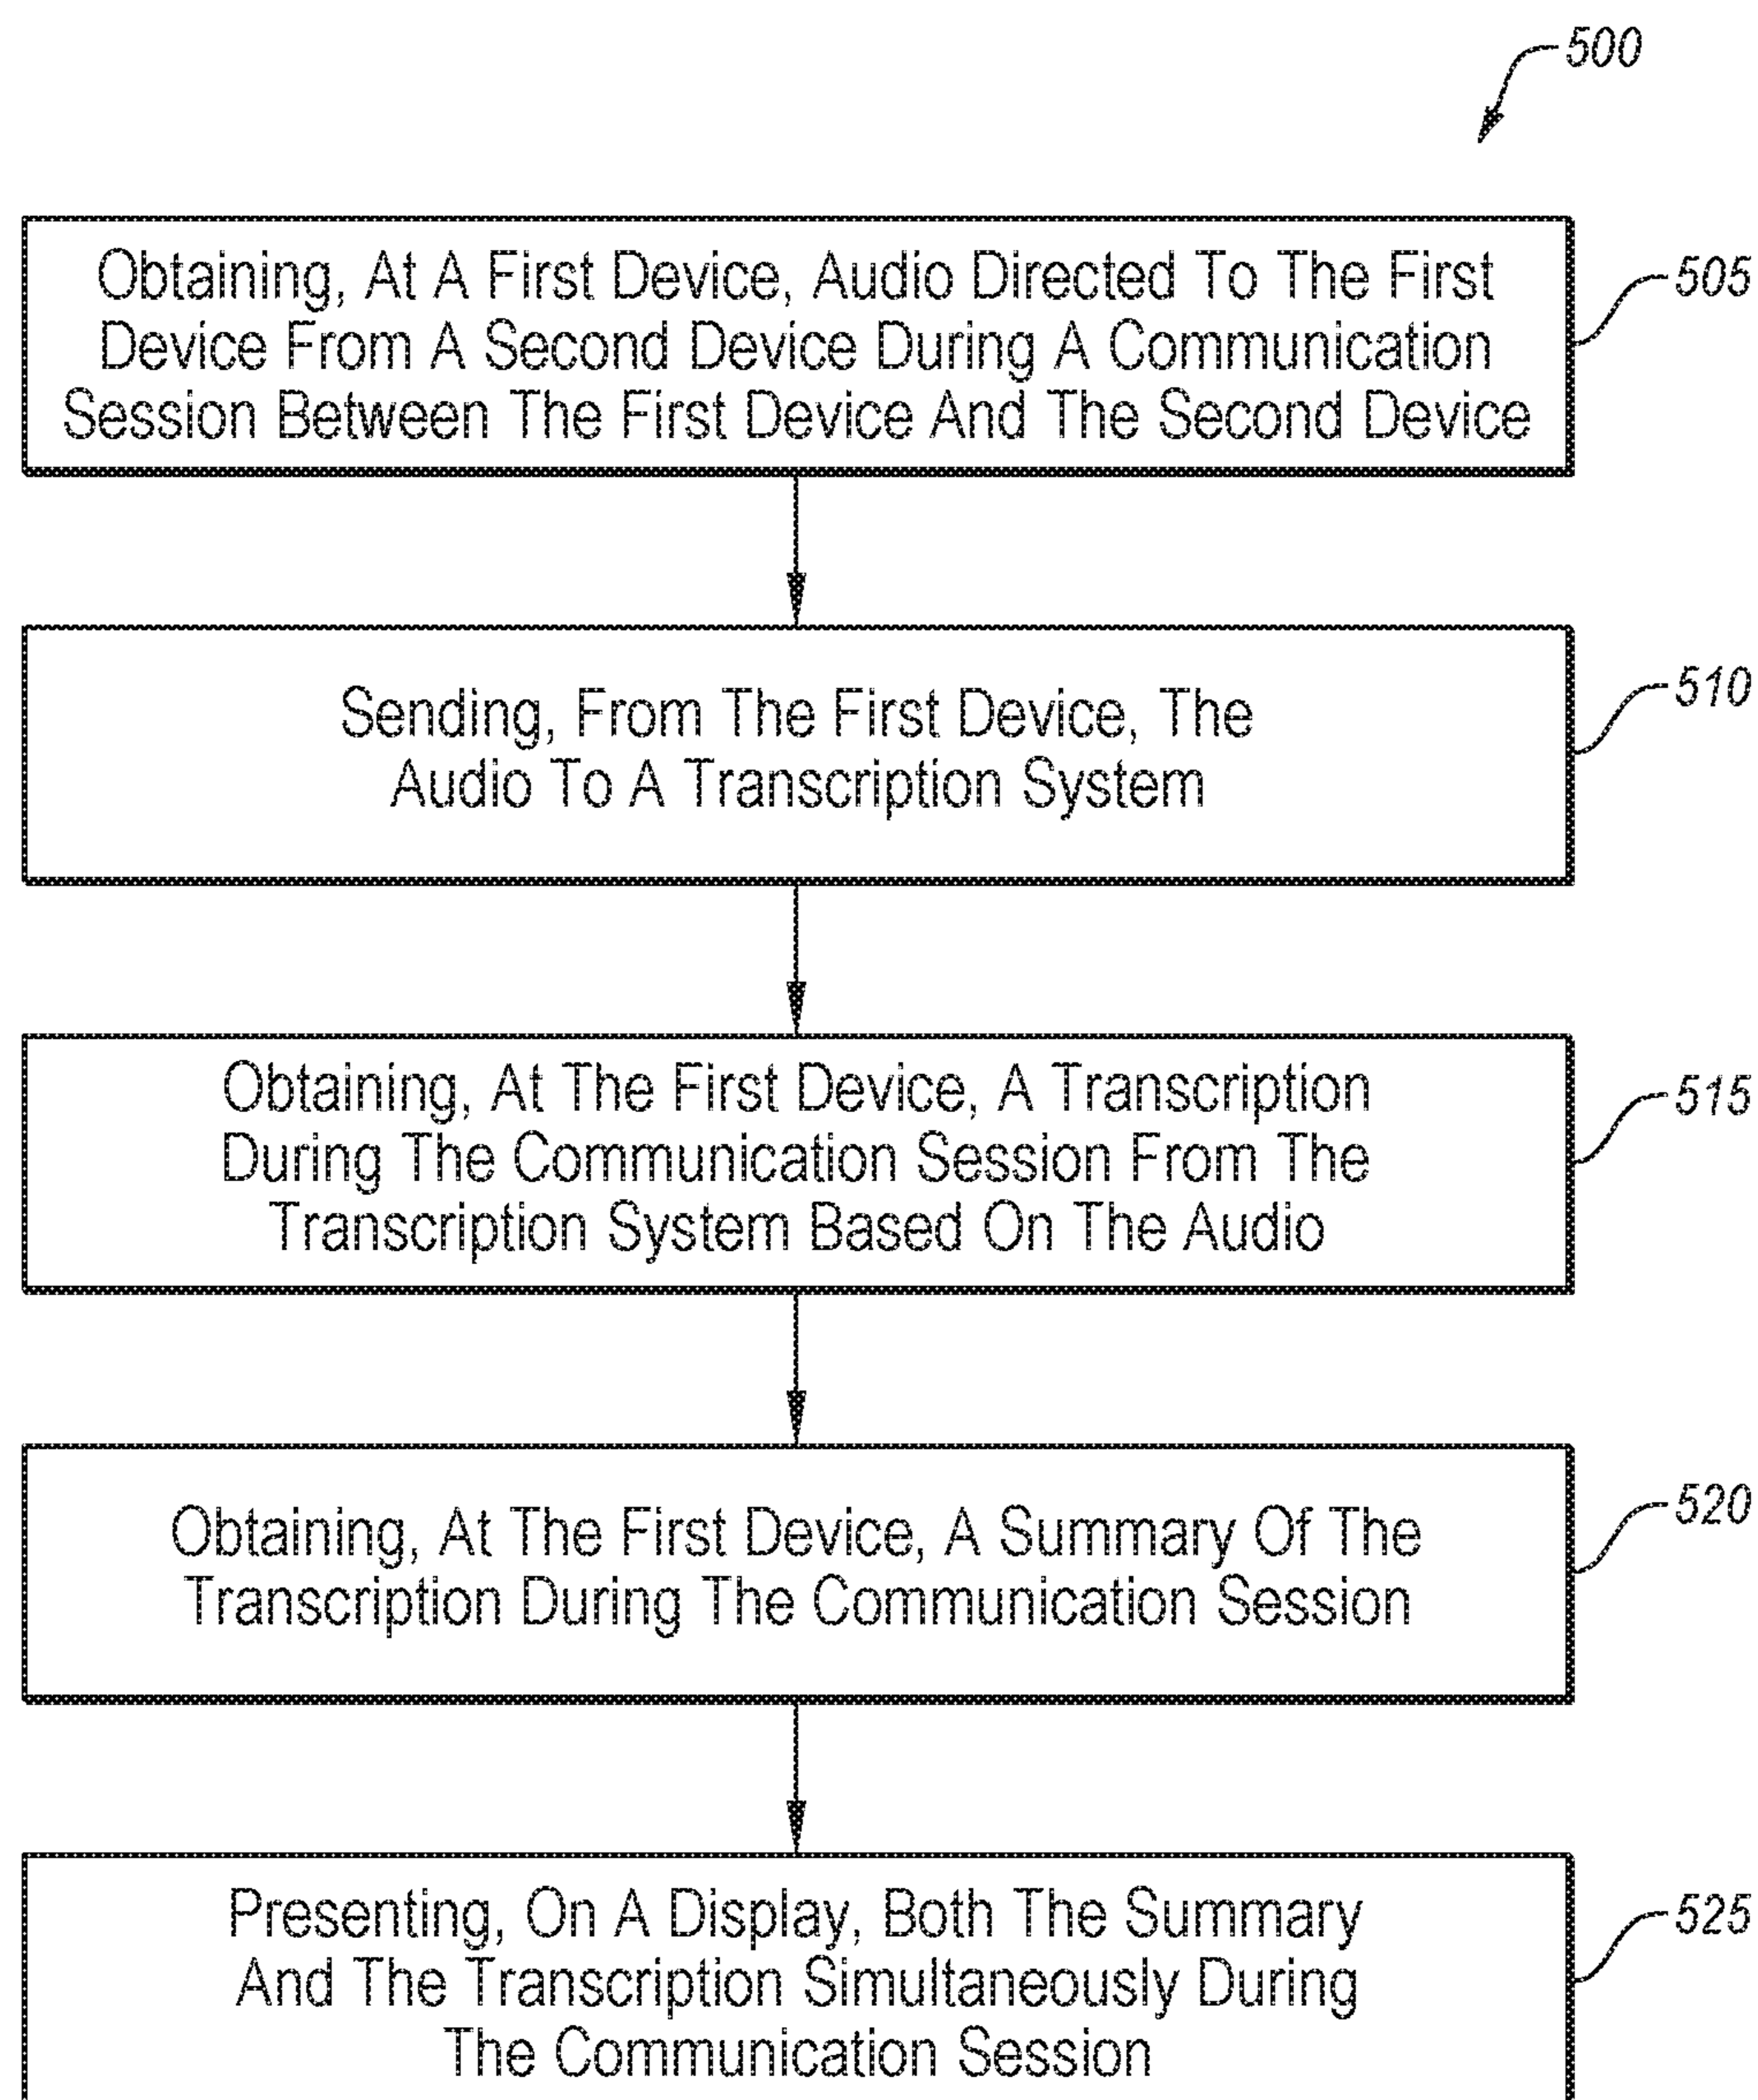 500
Obtaining, At A First Device, Audio Directed To The First
Device From A Second Device During A Communication
Session Between The First Device And The Second Device
505
Sending, From The First Device, The
Audio To A Transcription System
510
Obtaining, At The First Device, A Transcription
During The Communication Session From The
Transcription System Based On The Audio
515
Obtaining, At The First Device, A Summary Of The
Transcription During The Communication Session
520
Presenting, On A Display, Both The Summary
And The Transcription Simultaneously During
The Communication Session
525